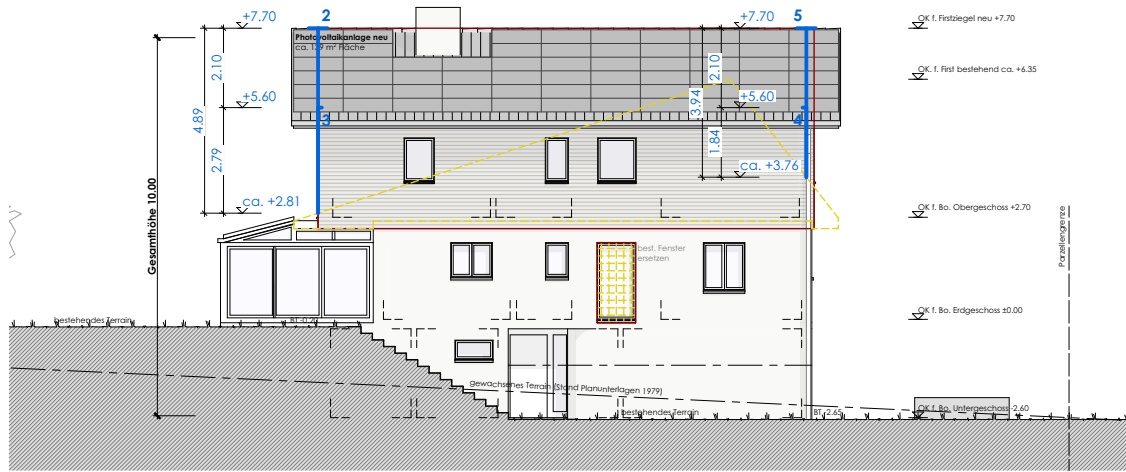 +7.70
2
+7.70
5
OK f. Firstziegel neu +7.70
Photovoltaikanlage neu
ca. 139 m² Fläche
2.10
2.10
OK. f. First bestehend ca. +6.35
+5.60
3.94
+5.60
3
4
4.89
2.79
1.84
ca. +3.76
ca. +2.81
OK f. Bo. Obergeschoss +2.70
Gesamthöhe 10.00
best. Fenster
ersetzen
Parzellengrenze
bestehendes Terrain
OK f. Bo. Erdgeschoss ±0.00
gewachsenes Terrain (Stand Planunterlagen 1979)
bestehendes Terrain
BT -2.65
OK f. Bo. Untergeschoss -2.60